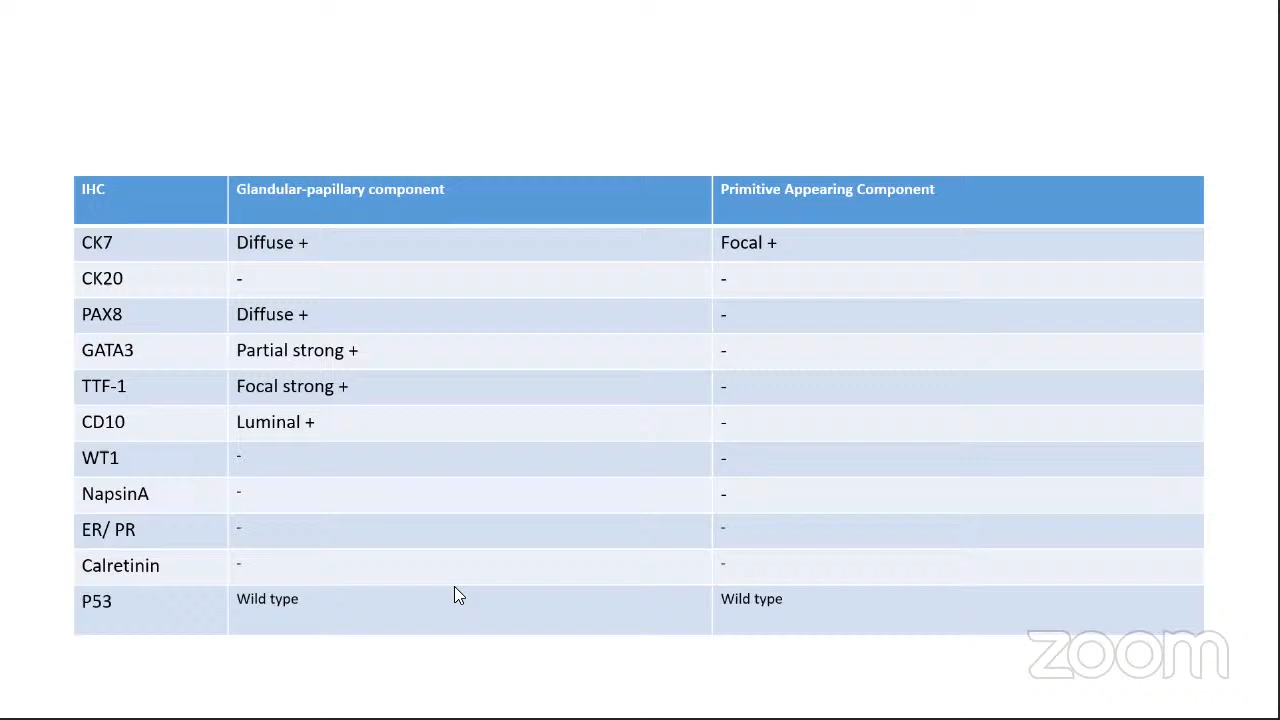 IHC Glandular-papillary component Primitive Appearing Component
CK7 Diffuse + Focal +
CK20 - -
PAX8 Diffuse + -
GATA3 Partial strong + -
TTF-1 Focal strong + -
CD10 Luminal + -
WT1 - -
NapsinA - -
ER/ PR - -
Calretinin - -
P53 Wild type Wild type
zoom